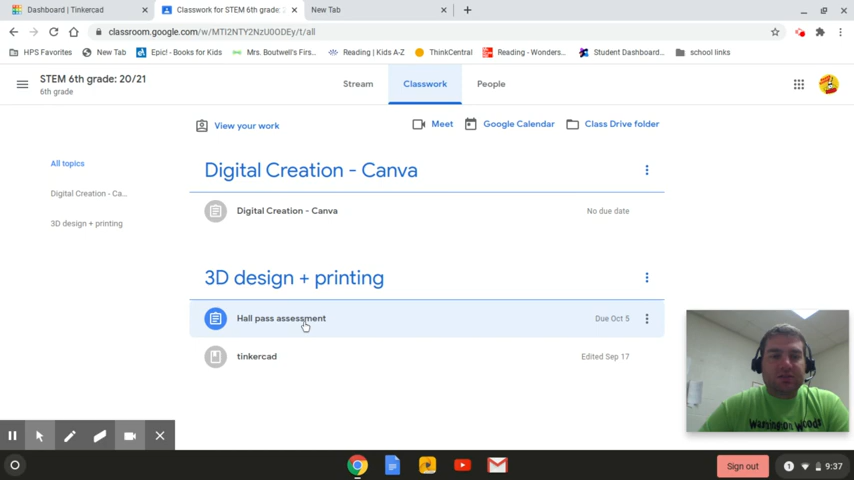 Dashboard | Tinkercad
Classwork for STEM 6th grade: 2
New Tab
classroom.google.com/w/MTI2NTY2NzU0ODEy/t/all
HPS Favorites
New Tab
Epic! - Books for Kids
Mrs. Boutwell's Firs...
Reading | Kids A-Z
ThinkCentral
Reading - Wonders...
Student Dashboard...
school links
STEM 6th grade: 20/21
6th grade
Stream
Classwork
People
View your work
Meet
Google Calendar
Class Drive folder
All topics
Digital Creation - Ca...
3D design + printing
Digital Creation - Canva
Digital Creation - Canva
No due date
3D design + printing
Hall pass assessment
Due Oct 5
tinkercad
Edited Sep 17
Sign out
1
9:37